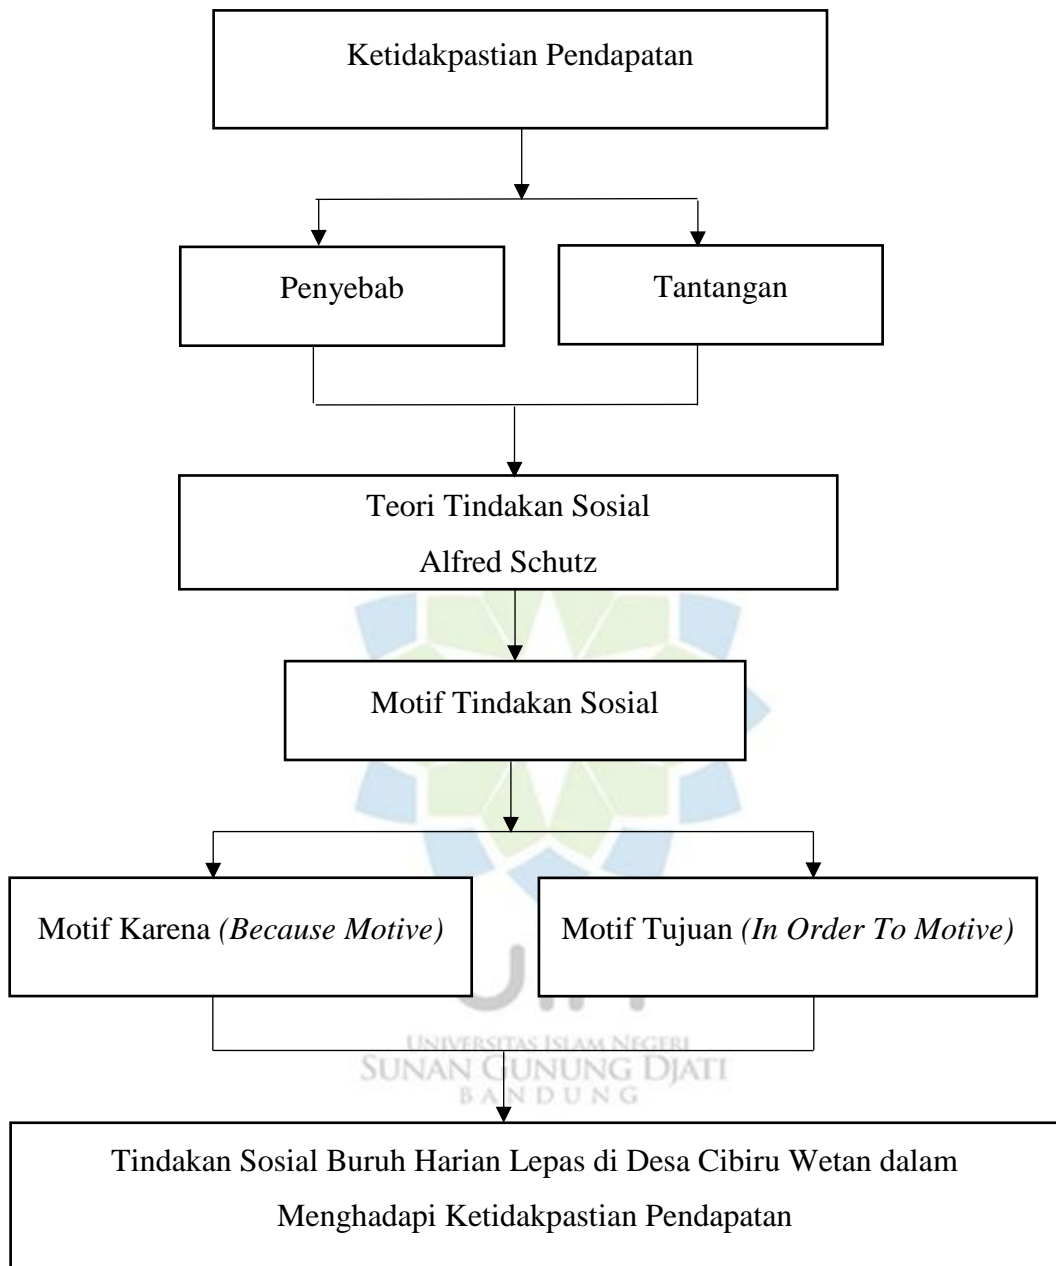 Ketidakpastian Pendapatan
Penyebab
Tantangan
Teori Tindakan Sosial
Alfred Schutz
Motif Tindakan Sosial
Motif Karena (Because Motive)
Motif Tujuan (In Order To Motive)
UNIVERSITAS ISLAM NEGERI
SUNAN GUNUNG DJATI
BANDUNG
Tindakan Sosial Buruh Harian Lepas di Desa Cibiru Wetan dalam
Menghadapi Ketidakpastian Pendapatan